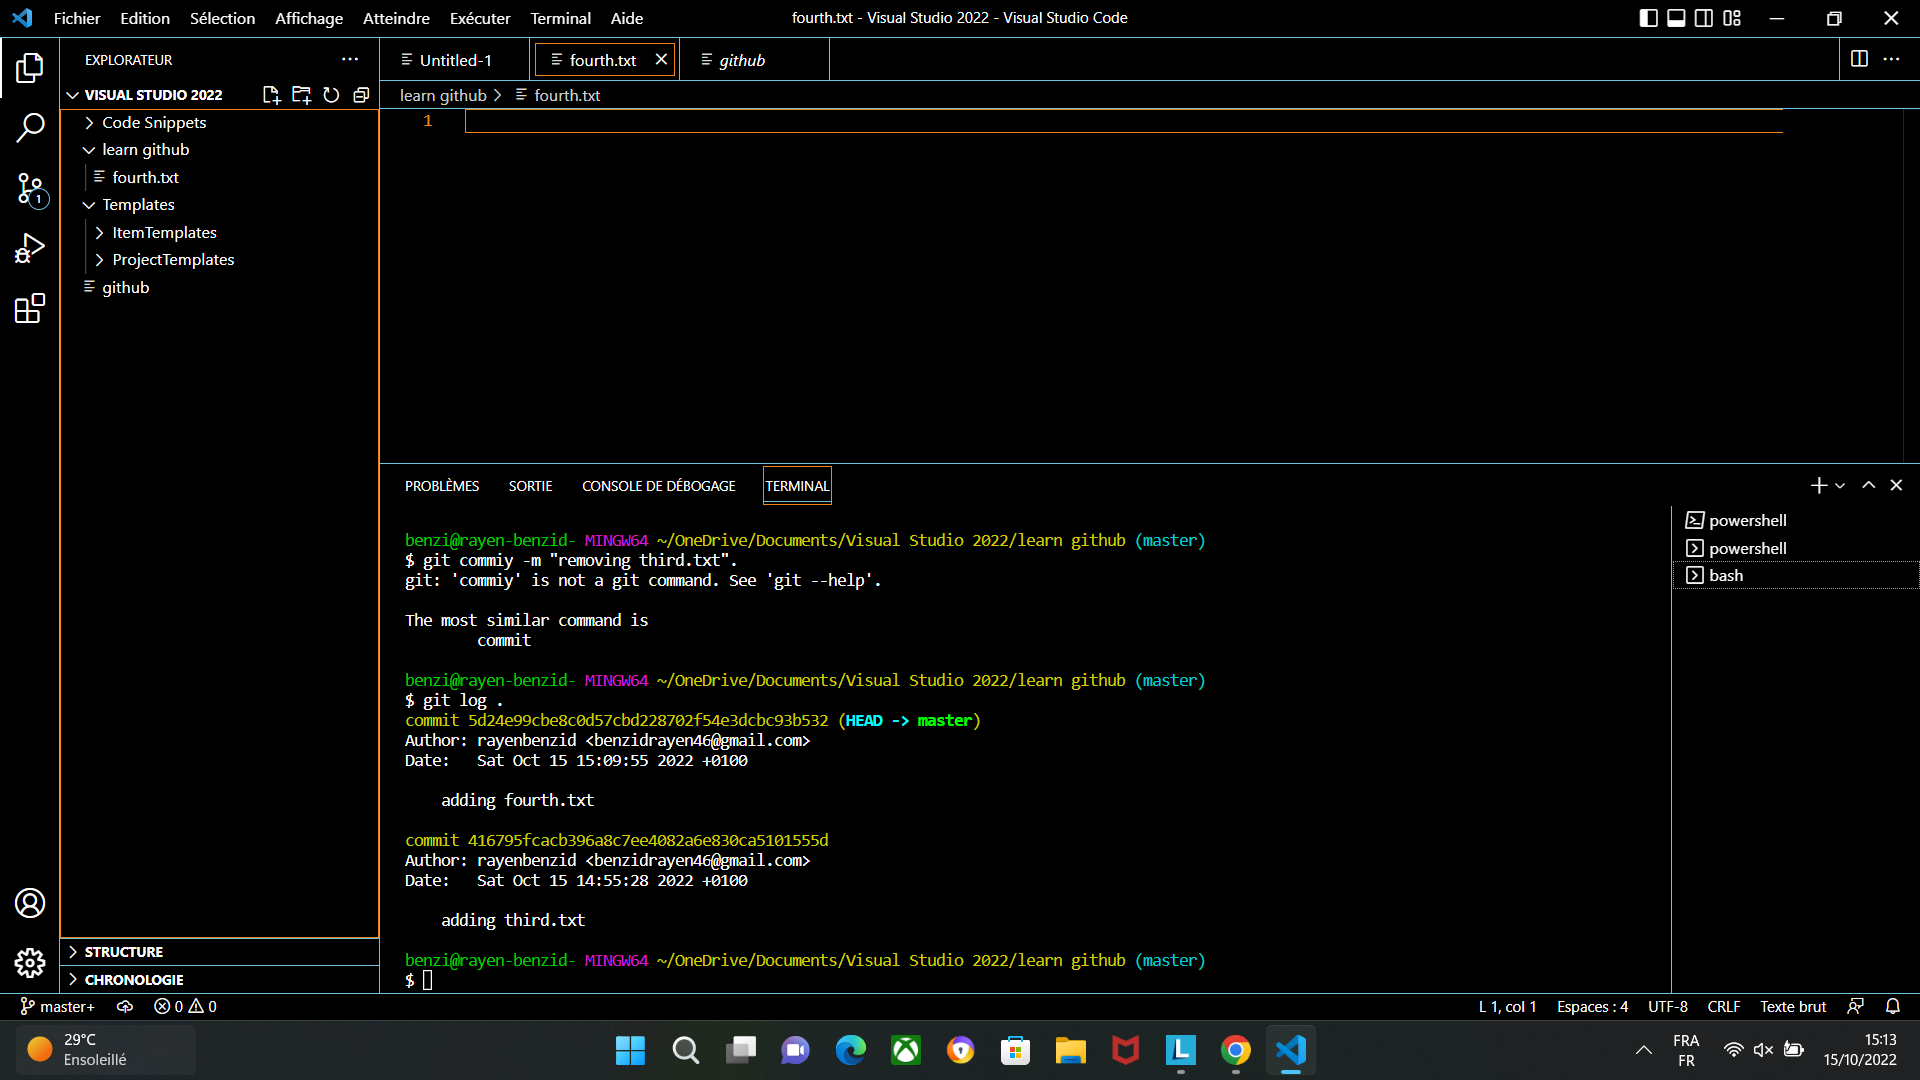 Fichier Edition Sélection Affichage Atteindre Exécuter Terminal Aide
fourth.txt - Visual Studio 2022 - Visual Studio Code
EXPLORATEUR
Untitled-1 fourth.txt github
VISUAL STUDIO 2022
learn github > fourth.txt
Code Snippets
learn github
fourth.txt
Templates
ItemTemplates
ProjectTemplates
github
1
1
PROBLÈMES SORTIE CONSOLE DE DÉBOGAGE TERMINAL
powershell
powershell
bash
benzi@rayen-benzid- MINGW64 ~/OneDrive/Documents/Visual Studio 2022/learn github (master)
$ git commiy -m "removing third.txt".
git: 'commiy' is not a git command. See 'git --help'.
The most similar command is
commit
benzi@rayen-benzid- MINGW64 ~/OneDrive/Documents/Visual Studio 2022/learn github (master)
$ git log .
commit 5d24e99cbe8c0d57cbd228702f54e3dcbc93b532 (HEAD -> master)
Author: rayenbenzid <benzidrayen46@gmail.com>
Date:   Sat Oct 15 15:09:55 2022 +0100
adding fourth.txt
commit 416795fcacb396a8c7ee4082a6e830ca5101555d
Author: rayenbenzid <benzidrayen46@gmail.com>
Date:   Sat Oct 15 14:55:28 2022 +0100
adding third.txt
benzi@rayen-benzid- MINGW64 ~/OneDrive/Documents/Visual Studio 2022/learn github (master)
$
STRUCTURE
CHRONOLOGIE
master+ 0 0
L 1, col 1 Espaces : 4 UTF-8 CRLF Texte brut
29°C
Ensoleillé
FRA
FR
15:13
15/10/2022